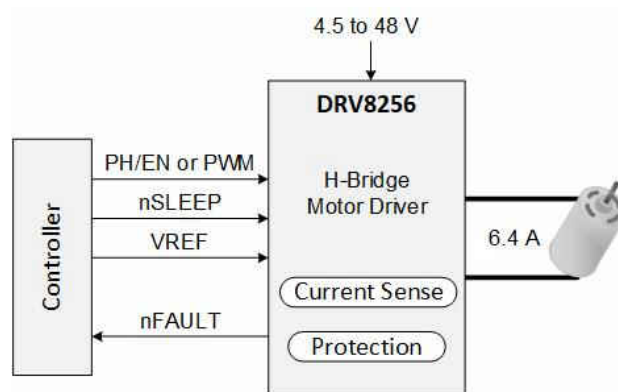 4.5 to 48 V
DRV8256
PH/EN or PWM
H-Bridge
Motor Driver
nSLEEP
VREF
6.4 A
Controller
Current Sense
nFAULT
Protection